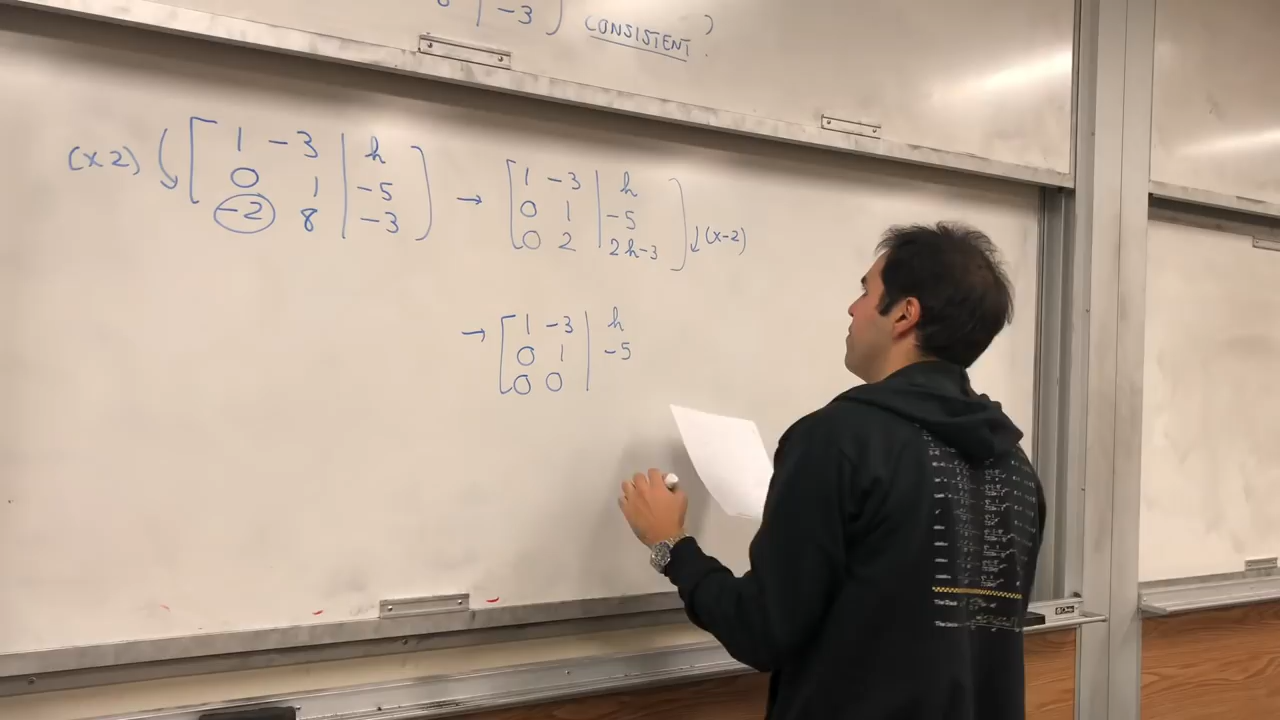 | -3 )
CONSISTENT?
(x2) [ 1 -3 | h
0 1 | -5
-2 8 | -3 ]
→ [ 1 -3 | h
0 1 | -5
0 2 | 2h-3 ] ↓(x-2)
→ [ 1 -3 | h
0 1 | -5
0 0 |